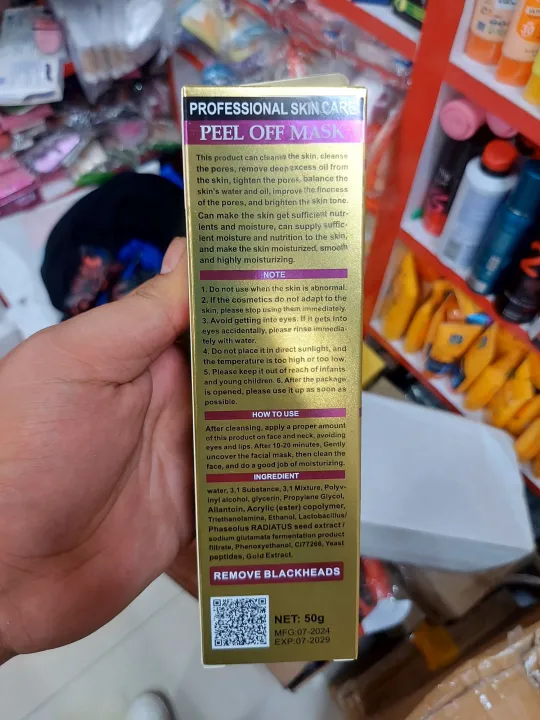 PROFESSIONAL SKIN CARE
PEEL OFF MASK
This product can cleans the skin, cleanse
the pores, remove deep excess oil from
the skin, tighten the pores, balance the
skin's water and oil, improve the fineness
of the pores, and brighten the skin tone.
Can make the skin get sufficient nutr-
ients and moisture, can supply suffic-
ient moisture and nutrition to the skin,
and make the skin moisturized, smooth
and highly moisturizing.
NOTE
1. Do not use when the skin is abnormal.
2. If the cosmetics do not adapt to the
skin, please stop using them immediately.
3. Avoid getting into eyes. If it gets into
eyes accidentally, please rinse immedia-
tely with water.
4. Do not place it in direct sunlight, and
the temperature is too high or too low.
5. Please keep it out of reach of infants
and young children. 6. After the package
is opened, please use it up as soon as
possible.
HOW TO USE
After cleansing, apply a proper amount
of this product on face and neck, avoiding
eyes and lips. After 10-20 minutes, Gently
uncover the facial mask, then clean the
face, and do a good job of moisturizing.
INGREDIENT
water, 3,1 Substance, 3,1 Mixture, Polyv-
inyl alcohol, glycerin, Propylene Glycol,
Allantoin, Acrylic (ester) copolymer,
Triethanolamine, Ethanol, Lactobacillus/
Phaseolus RADIATUS seed extract /
sodium glutamate fermentation product
filtrate, Phenoxyethanol, Ci77266, Yeast
peptides, Gold Extract.
REMOVE BLACKHEADS
NET: 50g
MFG:07-2024
EXP:07-2029